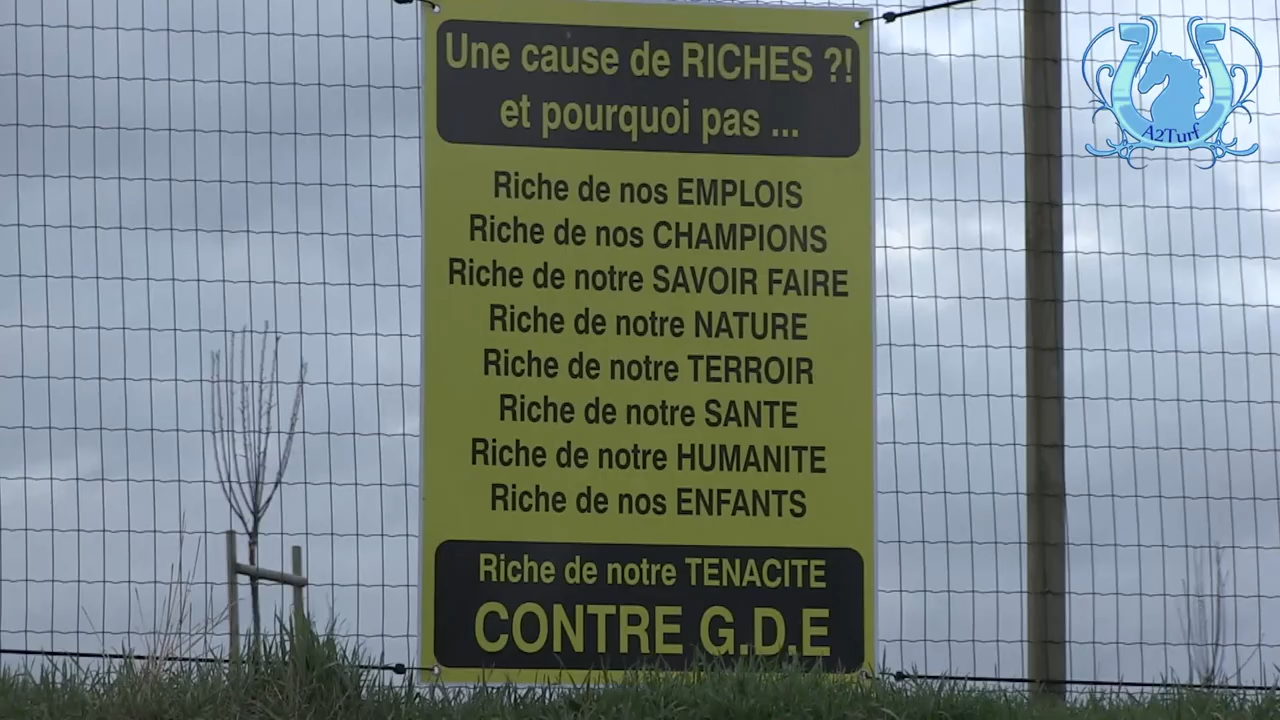 Une cause de RICHES ?!
et pourquoi pas ...
Riche de nos EMPLOIS
Riche de nos CHAMPIONS
Riche de notre SAVOIR FAIRE
Riche de notre NATURE
Riche de notre TERROIR
Riche de notre SANTE
Riche de notre HUMANITE
Riche de nos ENFANTS
Riche de notre TENACITE
CONTRE G.D.E
A2Turf